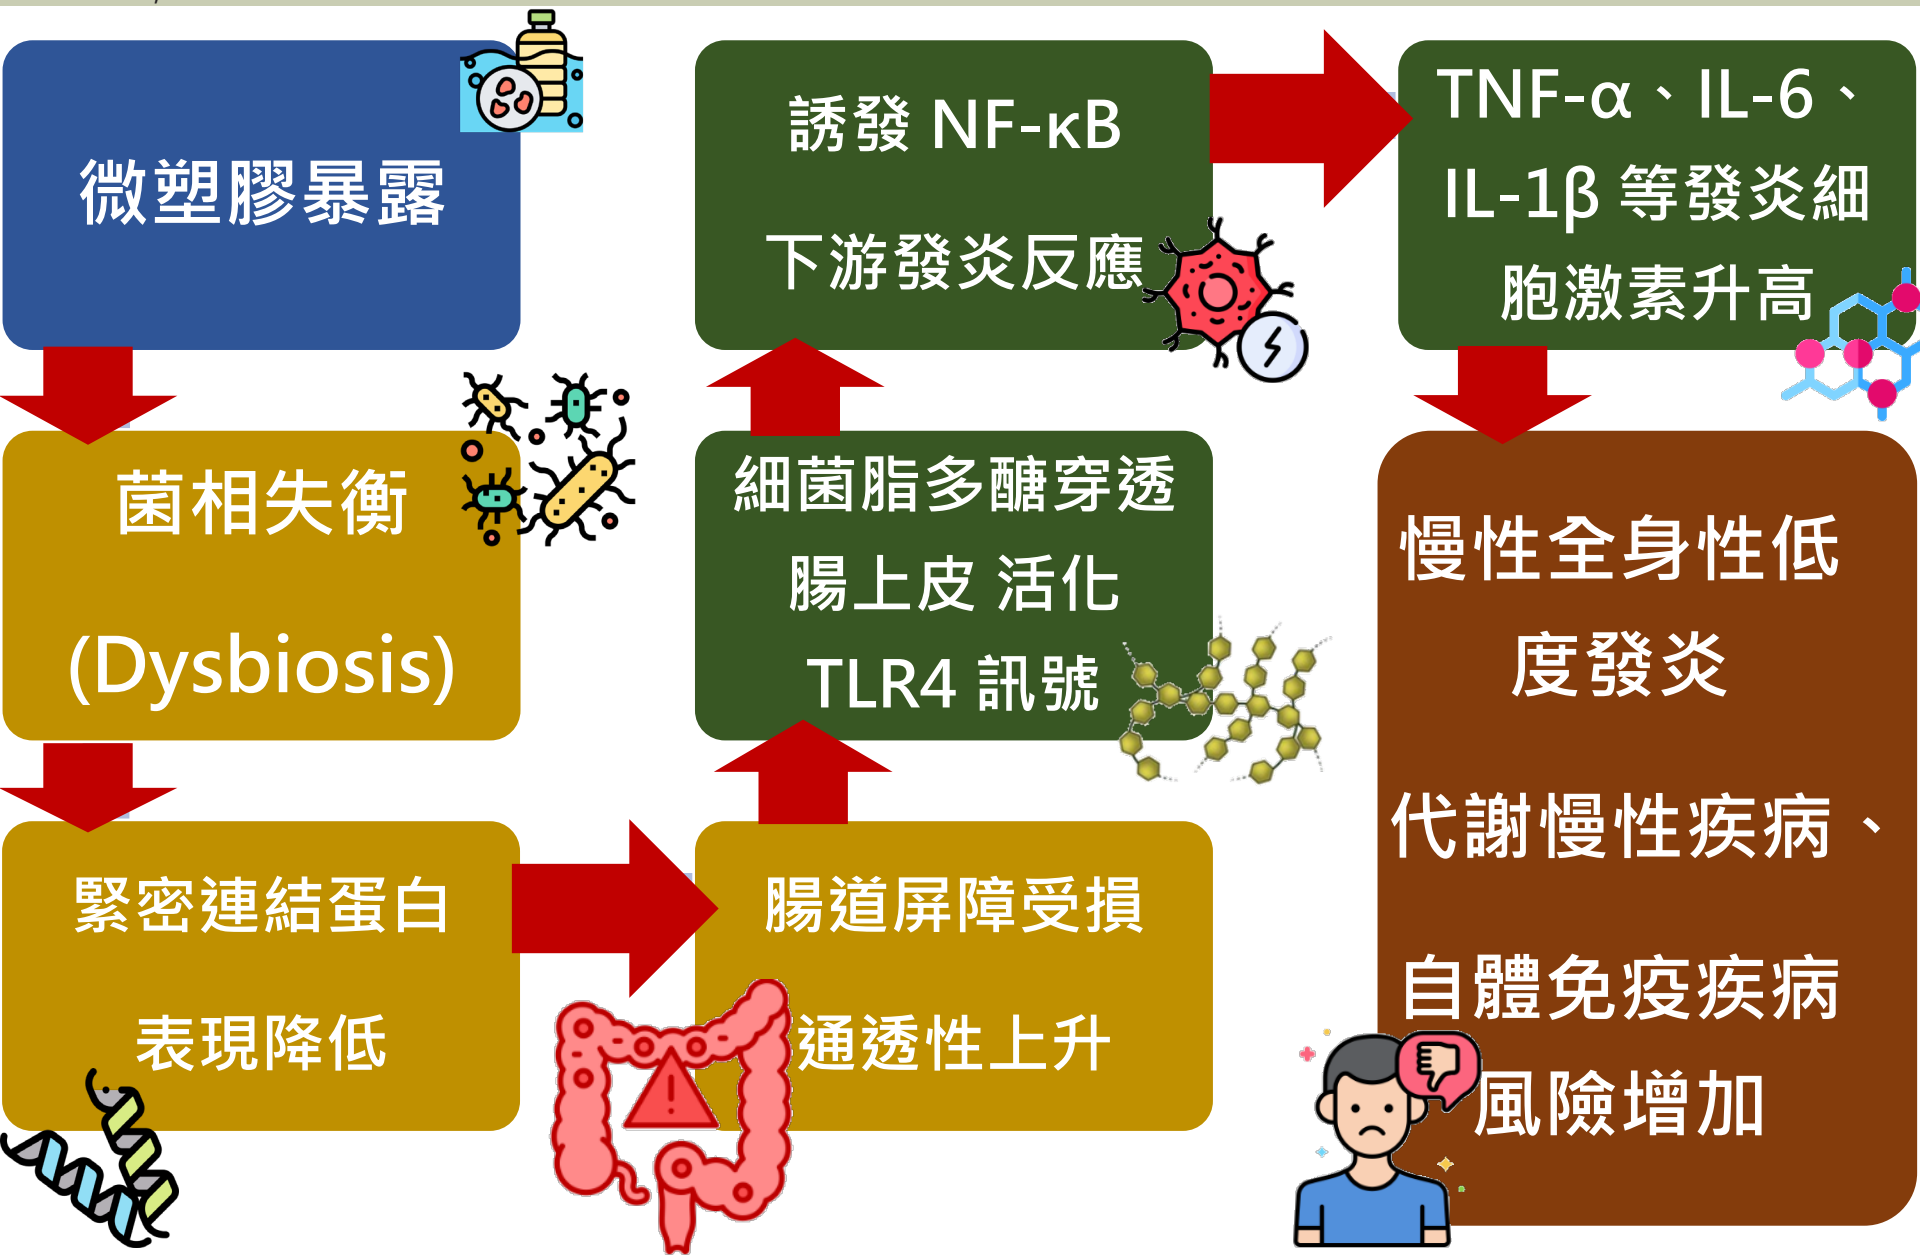 微塑膠暴露
菌相失衡
(Dysbiosis)
緊密連結蛋白
表現降低
腸道屏障受損
通透性上升
細菌脂多醣穿透
腸上皮 活化
TLR4 訊號
誘發 NF-κB
下游發炎反應
TNF-α、IL-6、
IL-1β 等發炎細
胞激素升高
慢性全身性低
度發炎
代謝慢性疾病、
自體免疫疾病
風險增加